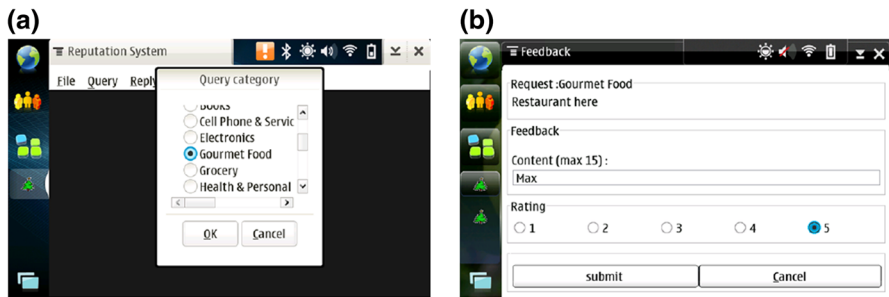 (a)
Reputation System
File Query Reply
Query category
Books
Cell Phone & Servic
Electronics
Gourmet Food
Grocery
Health & Personal
OK Cancel
(b)
Feedback
Request :Gourmet Food
Restaurant here
Feedback
Content (max 15) :
Max
Rating
1 2 3 4 5
submit Cancel